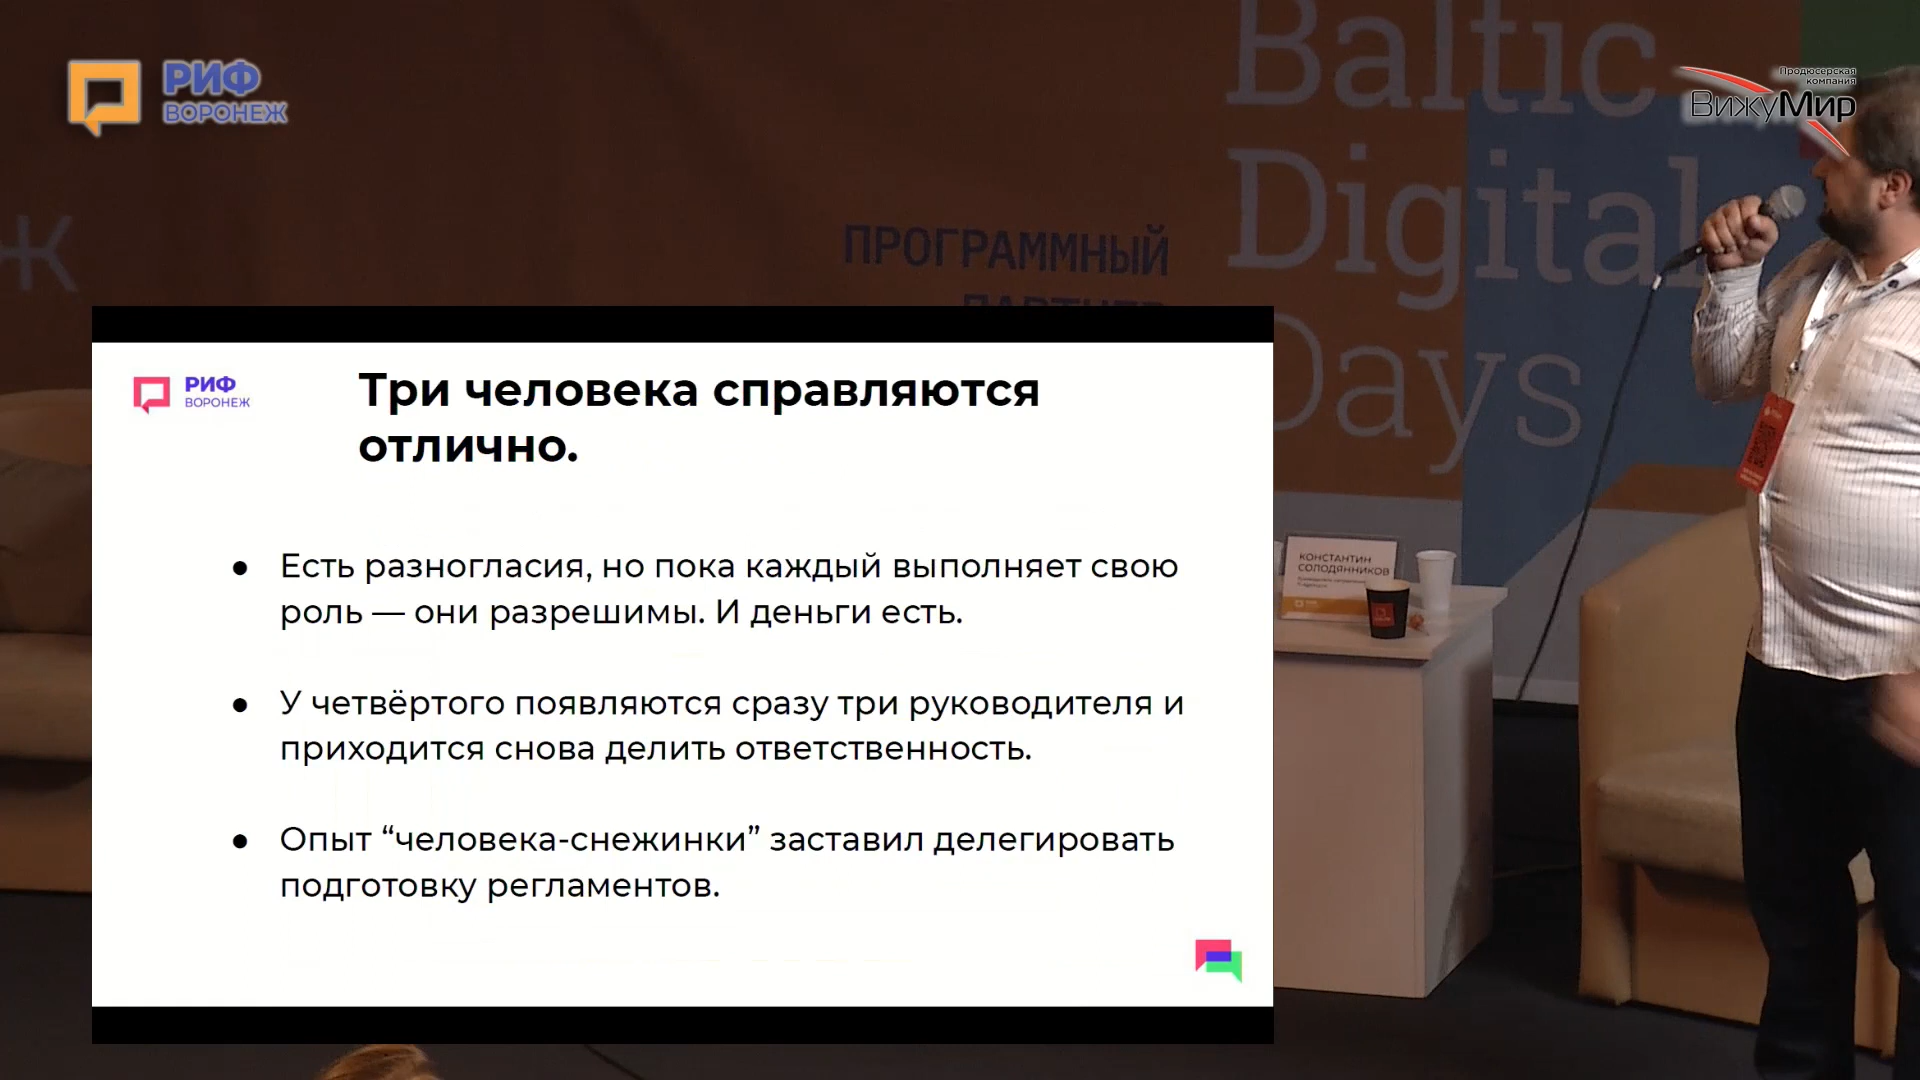 РИФ
ВОРОНЕЖ
Baltic
Digital
Days
Продюсерская
компания
ВижуМир
Ж
ПРОГРАММНЫЙ
ПАРТНЕР
РИФ
ВОРОНЕЖ
Три человека справляются
отлично.
● Есть разногласия, но пока каждый выполняет свою
роль — они разрешимы. И деньги есть.
● У четвёртого появляются сразу три руководителя и
приходится снова делить ответственность.
● Опыт “человека-снежинки” заставил делегировать
подготовку регламентов.
КОНСТАНТИН
СОЛОДЯННИКОВ